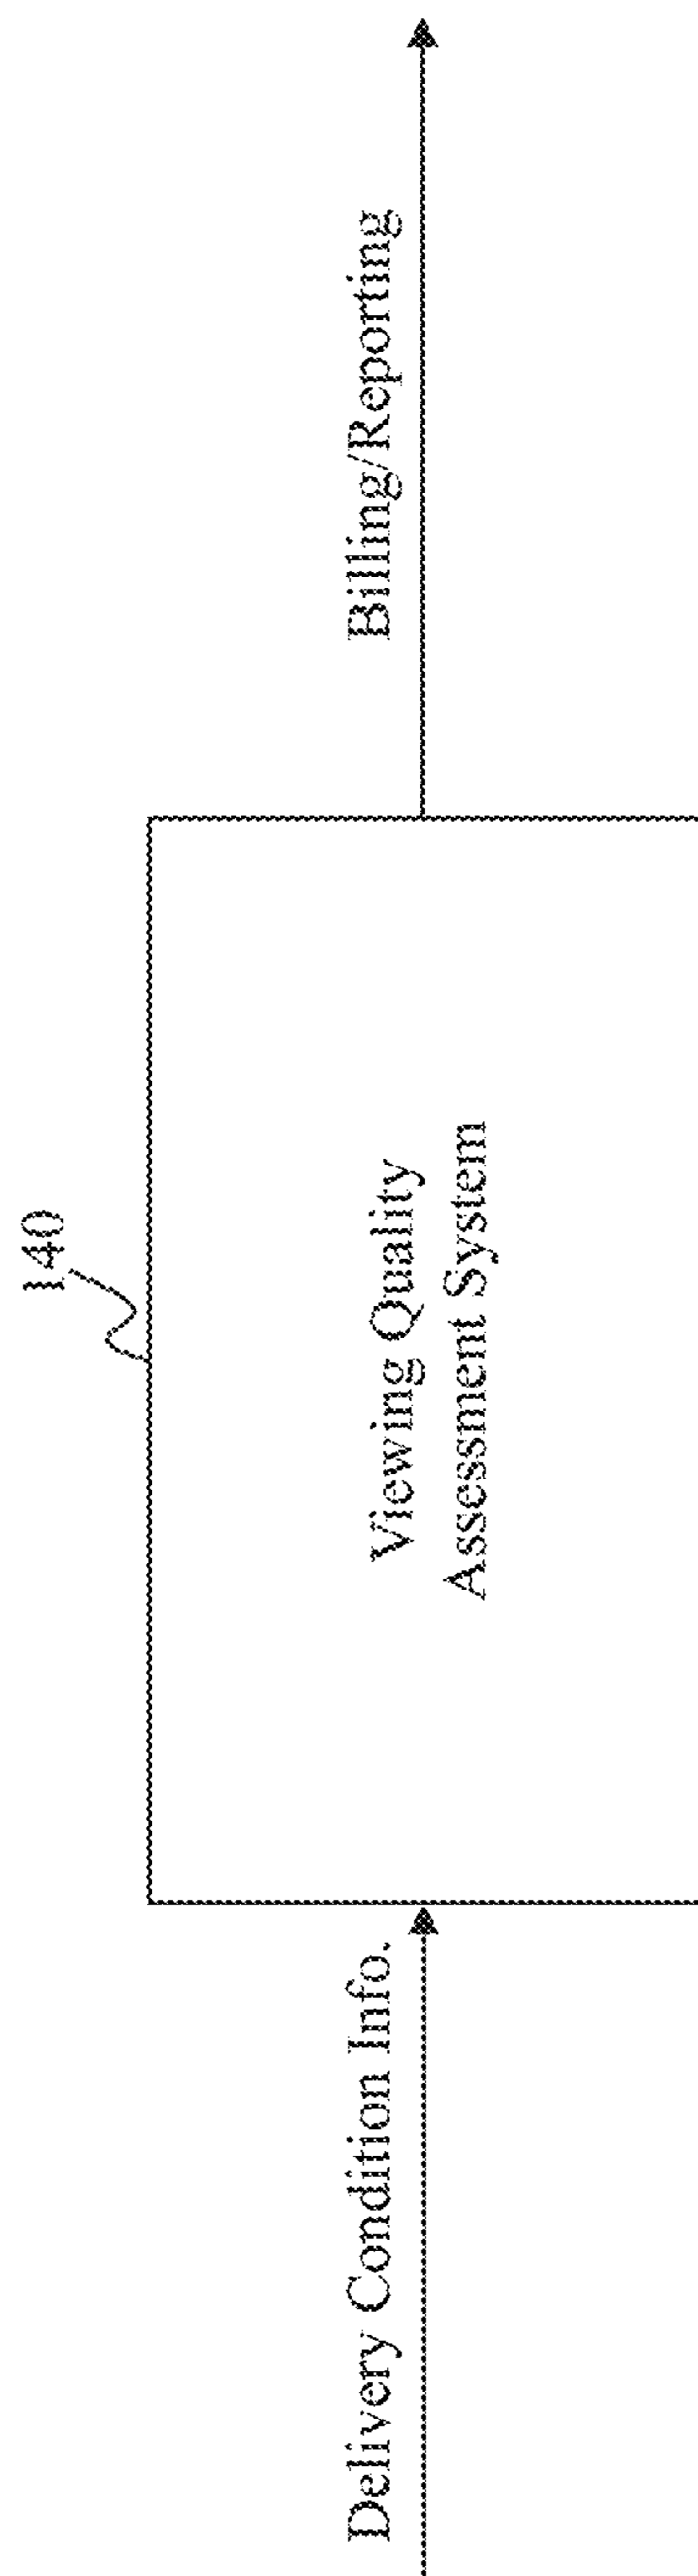 140
Delivery Condition Info.
Viewing Quality
Assessment System
Billing/Reporting